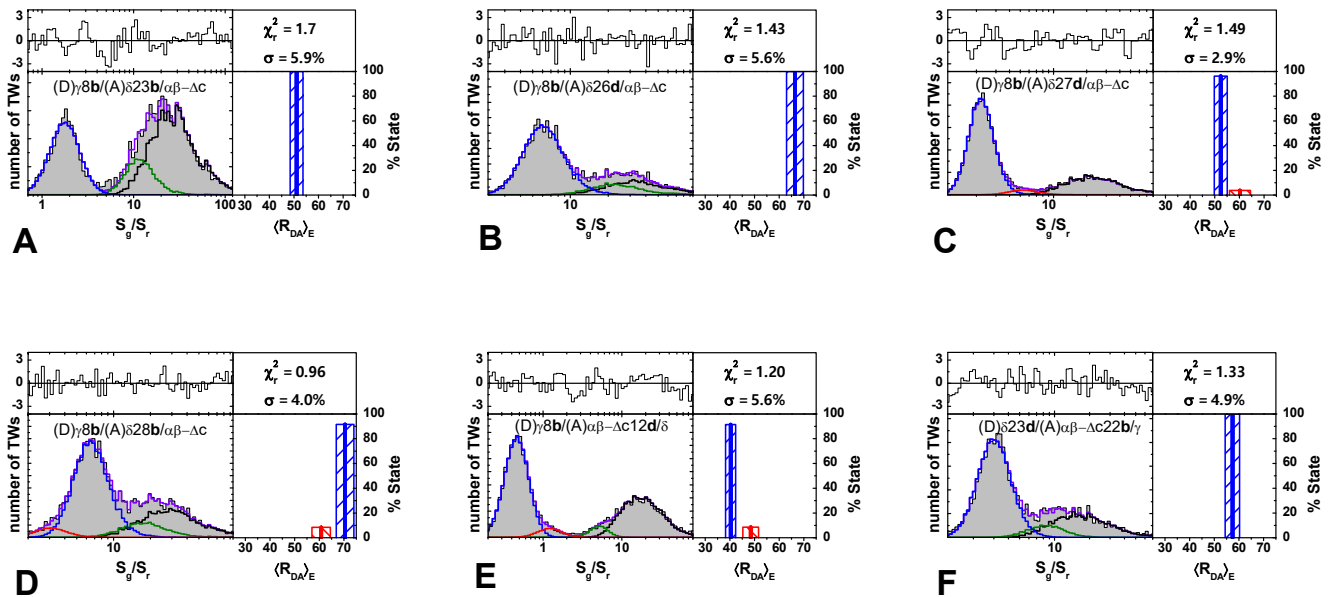 3
0
-3
χr² = 1.7
σ = 5.9%
number of TWs
(D)γ8b/(A)δ23b/αβ−Δc
100
80
60
40
20
0
% State
1
10
100
30 40 50 60 70
Sg/Sr
⟨RDA⟩E
A
3
0
-3
χr² = 1.43
σ = 5.6%
number of TWs
(D)γ8b/(A)δ26d/αβ−Δc
100
80
60
40
20
0
% State
10
30 40 50 60 70
Sg/Sr
⟨RDA⟩E
B
3
0
-3
χr² = 1.49
σ = 2.9%
number of TWs
(D)γ8b/(A)δ27d/αβ−Δc
100
80
60
40
20
0
% State
10
30 40 50 60 70
Sg/Sr
⟨RDA⟩E
C
3
0
-3
χr² = 0.96
σ = 4.0%
number of TWs
(D)γ8b/(A)δ28b/αβ−Δc
100
80
60
40
20
0
% State
10
30 40 50 60 70
Sg/Sr
⟨RDA⟩E
D
3
0
-3
χr² = 1.20
σ = 5.6%
number of TWs
(D)γ8b/(A)αβ−Δc12d/δ
100
80
60
40
20
0
% State
1
10
30 40 50 60 70
Sg/Sr
⟨RDA⟩E
E
3
0
-3
χr² = 1.33
σ = 4.9%
number of TWs
(D)δ23d/(A)αβ−Δc22b/γ
100
80
60
40
20
0
% State
10
30 40 50 60 70
Sg/Sr
⟨RDA⟩E
F